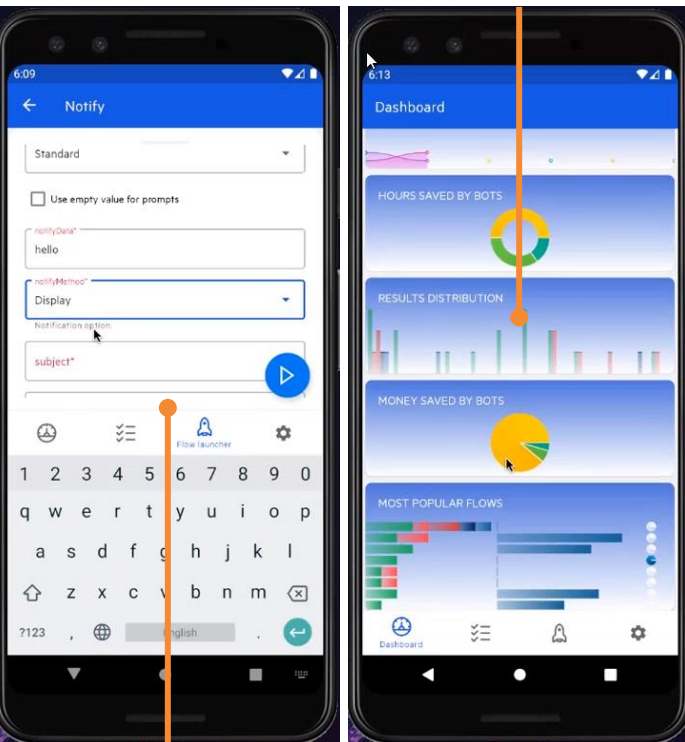 6:09
Notify
Standard
Use empty value for prompts
notifyData*
hello
notifyMethod*
Display
Notification option
subject*
Flow launcher
1 2 3 4 5 6 7 8 9 0
q w e r t y u i o p
a s d f g h j k l
z x c v b n m
?123 , English .
6:13
Dashboard
HOURS SAVED BY BOTS
RESULTS DISTRIBUTION
MONEY SAVED BY BOTS
MOST POPULAR FLOWS
Dashboard